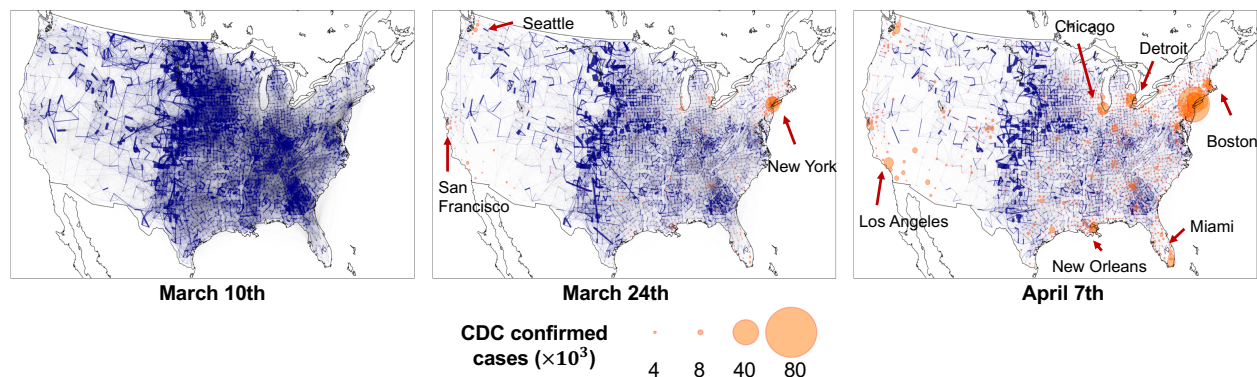 Seattle
San
Francisco
New York
Chicago
Detroit
Boston
Los Angeles
Miami
New Orleans
March 10th
March 24th
April 7th
CDC confirmed
cases (×10³)
4 8 40 80